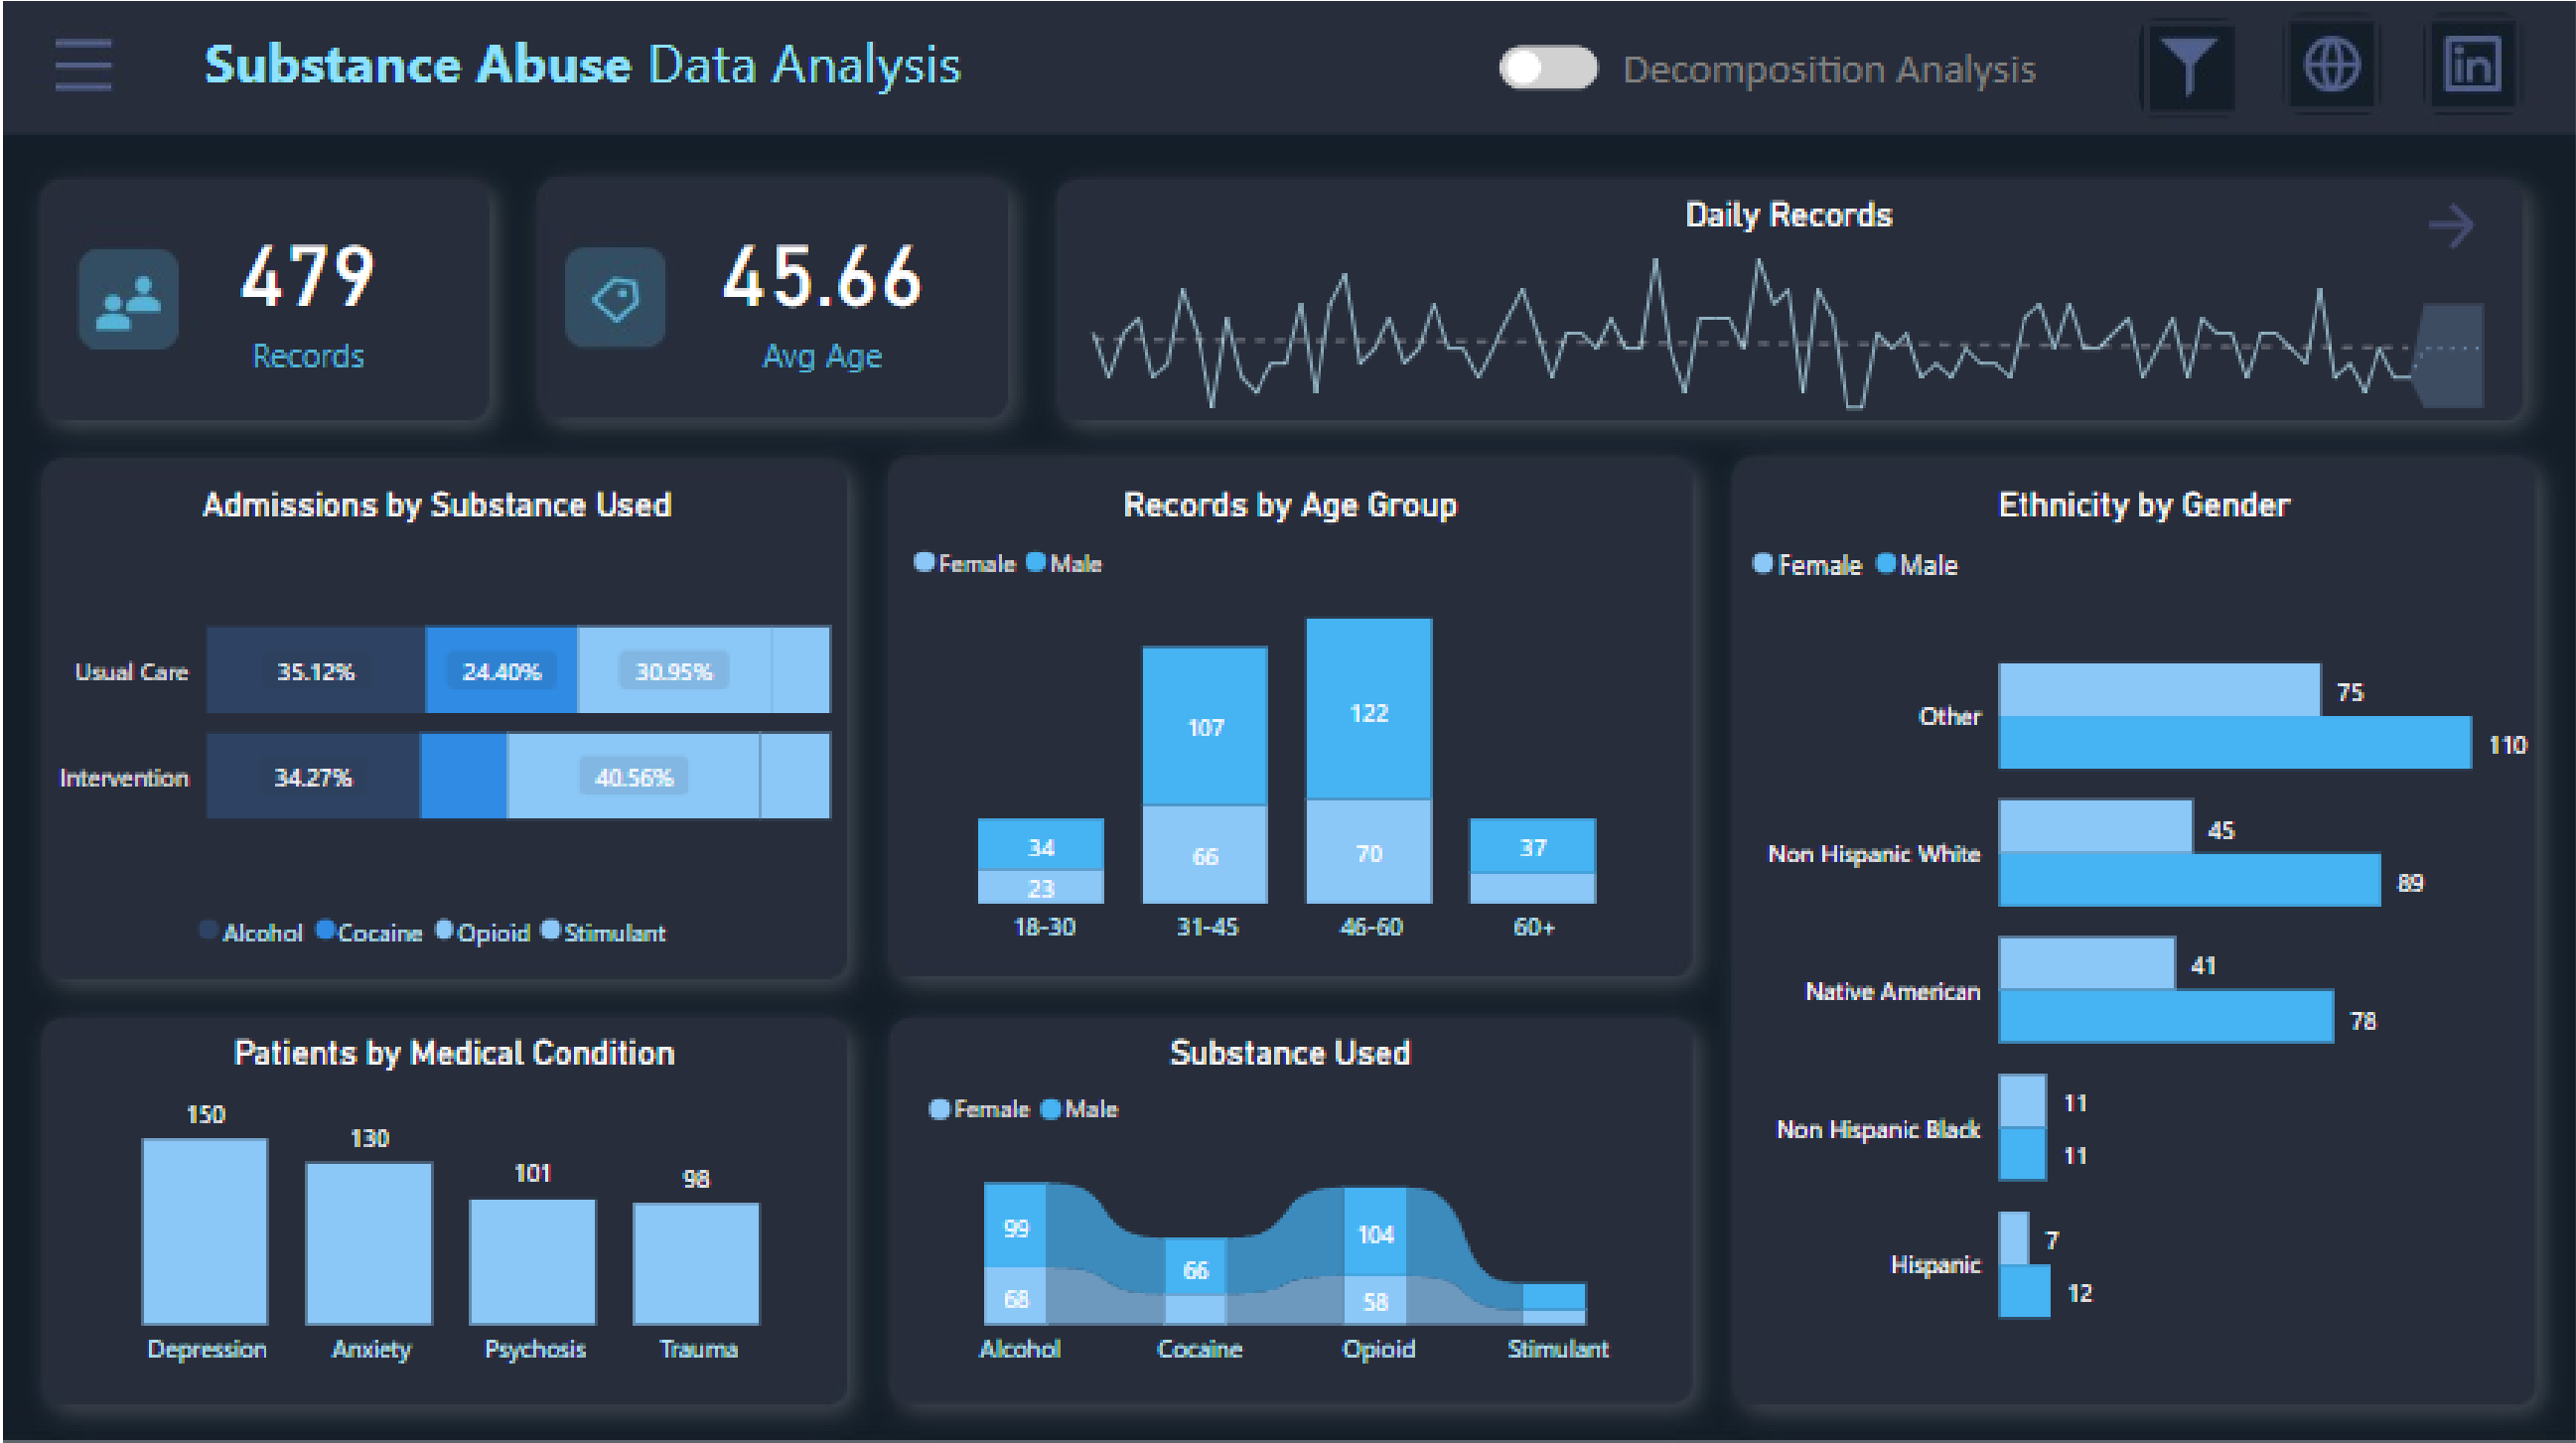 Substance Abuse Data Analysis
Decomposition Analysis
in
479
Records
45.66
Avg Age
Daily Records
Admissions by Substance Used
Usual Care
35.12%
24.40%
30.95%
Intervention
34.27%
40.56%
Alcohol Cocaine Opioid Stimulant
Records by Age Group
Female Male
34
23
107
66
122
70
37
18-30
31-45
46-60
60+
Ethnicity by Gender
Female Male
Other
75
110
Non Hispanic White
45
89
Native American
41
78
Non Hispanic Black
11
11
Hispanic
7
12
Patients by Medical Condition
150
130
101
98
Depression
Anxiety
Psychosis
Trauma
Substance Used
Female Male
99
68
66
104
58
Alcohol
Cocaine
Opioid
Stimulant